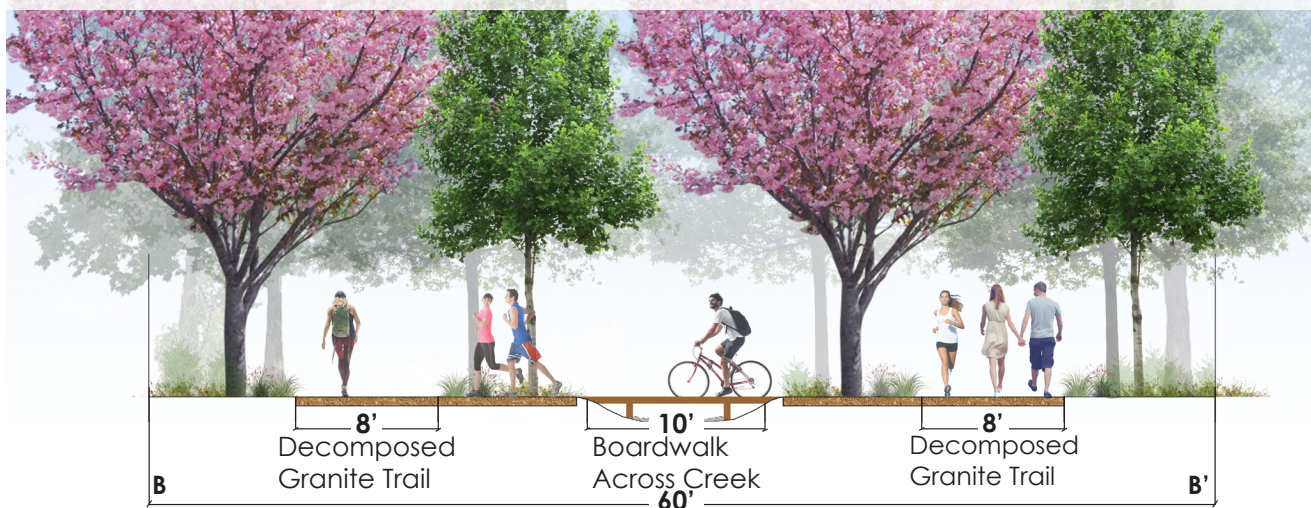 8'
Decomposed
Granite Trail
10'
Boardwalk
Across Creek
8'
Decomposed
Granite Trail
B
60'
B'